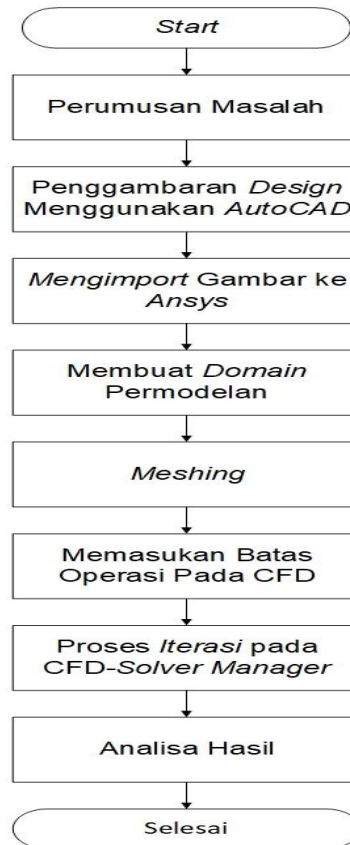 Start
Perumusan Masalah
Penggambaran Design
Menggunakan AutoCAD
Mengimport Gambar ke
Ansys
Membuat Domain
Permodelan
Meshing
Memasukan Batas
Operasi Pada CFD
Proses Iterasi pada
CFD-Solver Manager
Analisa Hasil
Selesai